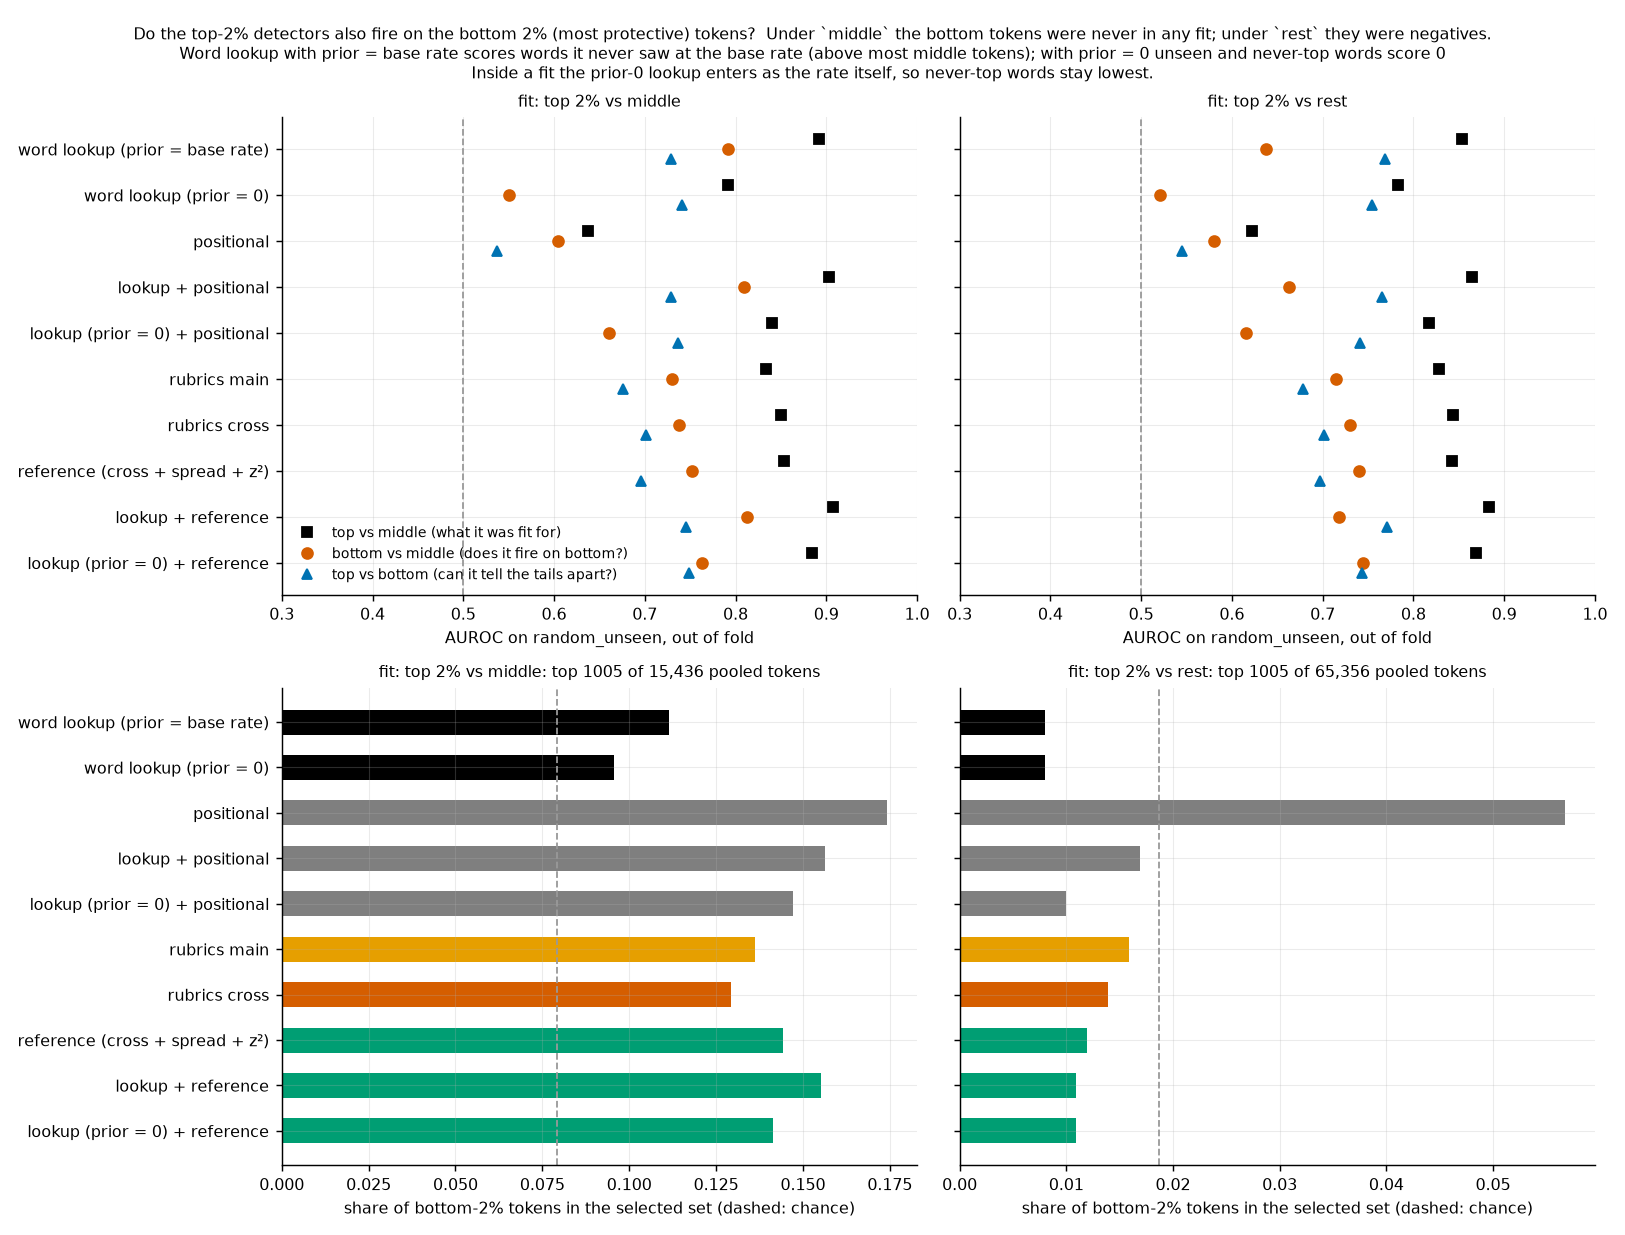 Do the top-2% detectors also fire on the bottom 2% (most protective) tokens?  Under `middle` the bottom tokens were never in any fit; under `rest` they were negatives.
Word lookup with prior = base rate scores words it never saw at the base rate (above most middle tokens); with prior = 0 unseen and never-top words score 0
Inside a fit the prior-0 lookup enters as the rate itself, so never-top words stay lowest.
fit: top 2% vs middle
word lookup (prior = base rate)
word lookup (prior = 0)
positional
lookup + positional
lookup (prior = 0) + positional
rubrics main
rubrics cross
reference (cross + spread + z²)
lookup + reference
lookup (prior = 0) + reference
top vs middle (what it was fit for)
bottom vs middle (does it fire on bottom?)
top vs bottom (can it tell the tails apart?)
0.3 0.4 0.5 0.6 0.7 0.8 0.9 1.0
AUROC on random_unseen, out of fold
fit: top 2% vs rest
0.3 0.4 0.5 0.6 0.7 0.8 0.9 1.0
AUROC on random_unseen, out of fold
fit: top 2% vs middle: top 1005 of 15,436 pooled tokens
word lookup (prior = base rate)
word lookup (prior = 0)
positional
lookup + positional
lookup (prior = 0) + positional
rubrics main
rubrics cross
reference (cross + spread + z²)
lookup + reference
lookup (prior = 0) + reference
0.000 0.025 0.050 0.075 0.100 0.125 0.150 0.175
share of bottom-2% tokens in the selected set (dashed: chance)
fit: top 2% vs rest: top 1005 of 65,356 pooled tokens
0.00 0.01 0.02 0.03 0.04 0.05
share of bottom-2% tokens in the selected set (dashed: chance)